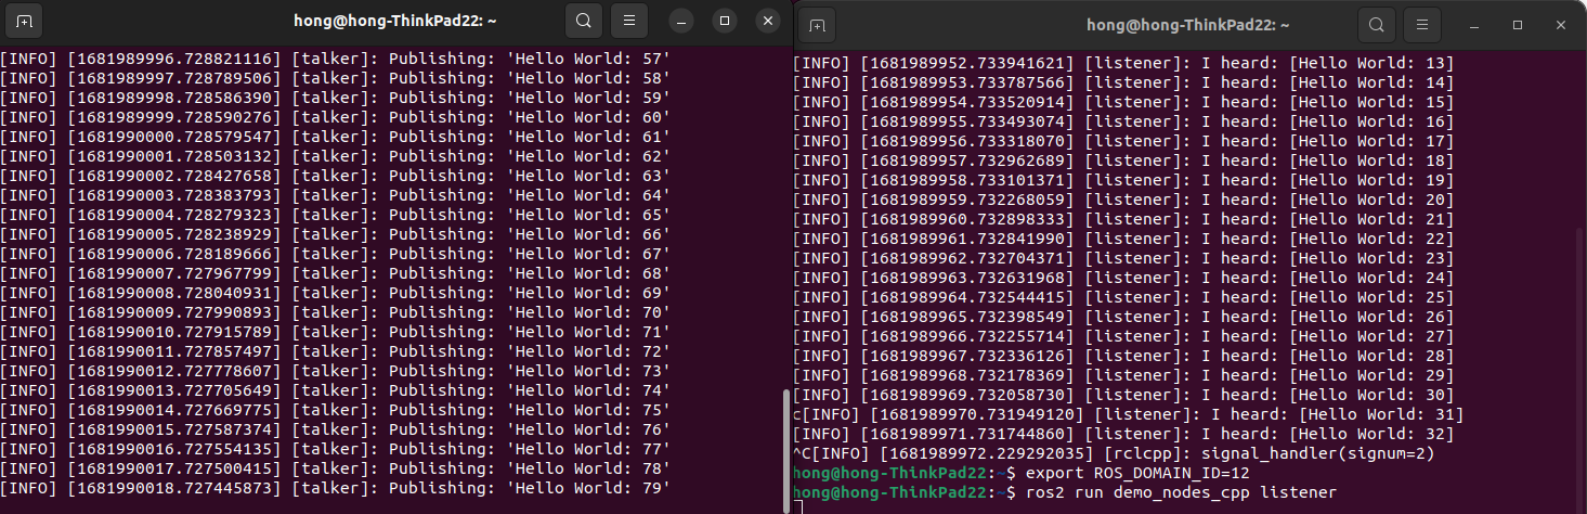 hong@hong-ThinkPad22: ~
[INFO] [1681989996.728821116] [talker]: Publishing: 'Hello World: 57'
[INFO] [1681989997.728789506] [talker]: Publishing: 'Hello World: 58'
[INFO] [1681989998.728586390] [talker]: Publishing: 'Hello World: 59'
[INFO] [1681989999.728590276] [talker]: Publishing: 'Hello World: 60'
[INFO] [1681990000.728579547] [talker]: Publishing: 'Hello World: 61'
[INFO] [1681990001.728503132] [talker]: Publishing: 'Hello World: 62'
[INFO] [1681990002.728427658] [talker]: Publishing: 'Hello World: 63'
[INFO] [1681990003.728383793] [talker]: Publishing: 'Hello World: 64'
[INFO] [1681990004.728279323] [talker]: Publishing: 'Hello World: 65'
[INFO] [1681990005.728238929] [talker]: Publishing: 'Hello World: 66'
[INFO] [1681990006.728189666] [talker]: Publishing: 'Hello World: 67'
[INFO] [1681990007.727967799] [talker]: Publishing: 'Hello World: 68'
[INFO] [1681990008.728040931] [talker]: Publishing: 'Hello World: 69'
[INFO] [1681990009.727990893] [talker]: Publishing: 'Hello World: 70'
[INFO] [1681990010.727915789] [talker]: Publishing: 'Hello World: 71'
[INFO] [1681990011.727857497] [talker]: Publishing: 'Hello World: 72'
[INFO] [1681990012.727778607] [talker]: Publishing: 'Hello World: 73'
[INFO] [1681990013.727705649] [talker]: Publishing: 'Hello World: 74'
[INFO] [1681990014.727669775] [talker]: Publishing: 'Hello World: 75'
[INFO] [1681990015.727587374] [talker]: Publishing: 'Hello World: 76'
[INFO] [1681990016.727554135] [talker]: Publishing: 'Hello World: 77'
[INFO] [1681990017.727500415] [talker]: Publishing: 'Hello World: 78'
[INFO] [1681990018.727445873] [talker]: Publishing: 'Hello World: 79'
hong@hong-ThinkPad22: ~
[INFO] [1681989952.733941621] [listener]: I heard: [Hello World: 13]
[INFO] [1681989953.733787566] [listener]: I heard: [Hello World: 14]
[INFO] [1681989954.733520914] [listener]: I heard: [Hello World: 15]
[INFO] [1681989955.733493074] [listener]: I heard: [Hello World: 16]
[INFO] [1681989956.733318070] [listener]: I heard: [Hello World: 17]
[INFO] [1681989957.732962689] [listener]: I heard: [Hello World: 18]
[INFO] [1681989958.733101371] [listener]: I heard: [Hello World: 19]
[INFO] [1681989959.732268059] [listener]: I heard: [Hello World: 20]
[INFO] [1681989960.732898333] [listener]: I heard: [Hello World: 21]
[INFO] [1681989961.732841990] [listener]: I heard: [Hello World: 22]
[INFO] [1681989962.732704371] [listener]: I heard: [Hello World: 23]
[INFO] [1681989963.732631968] [listener]: I heard: [Hello World: 24]
[INFO] [1681989964.732544415] [listener]: I heard: [Hello World: 25]
[INFO] [1681989965.732398549] [listener]: I heard: [Hello World: 26]
[INFO] [1681989966.732255714] [listener]: I heard: [Hello World: 27]
[INFO] [1681989967.732336126] [listener]: I heard: [Hello World: 28]
[INFO] [1681989968.732178369] [listener]: I heard: [Hello World: 29]
[INFO] [1681989969.732058730] [listener]: I heard: [Hello World: 30]
c[INFO] [1681989970.731949120] [listener]: I heard: [Hello World: 31]
[INFO] [1681989971.731744860] [listener]: I heard: [Hello World: 32]
^C[INFO] [1681989972.229292035] [rclcpp]: signal_handler(signum=2)
hong@hong-ThinkPad22:~$ export ROS_DOMAIN_ID=12
hong@hong-ThinkPad22:~$ ros2 run demo_nodes_cpp listener